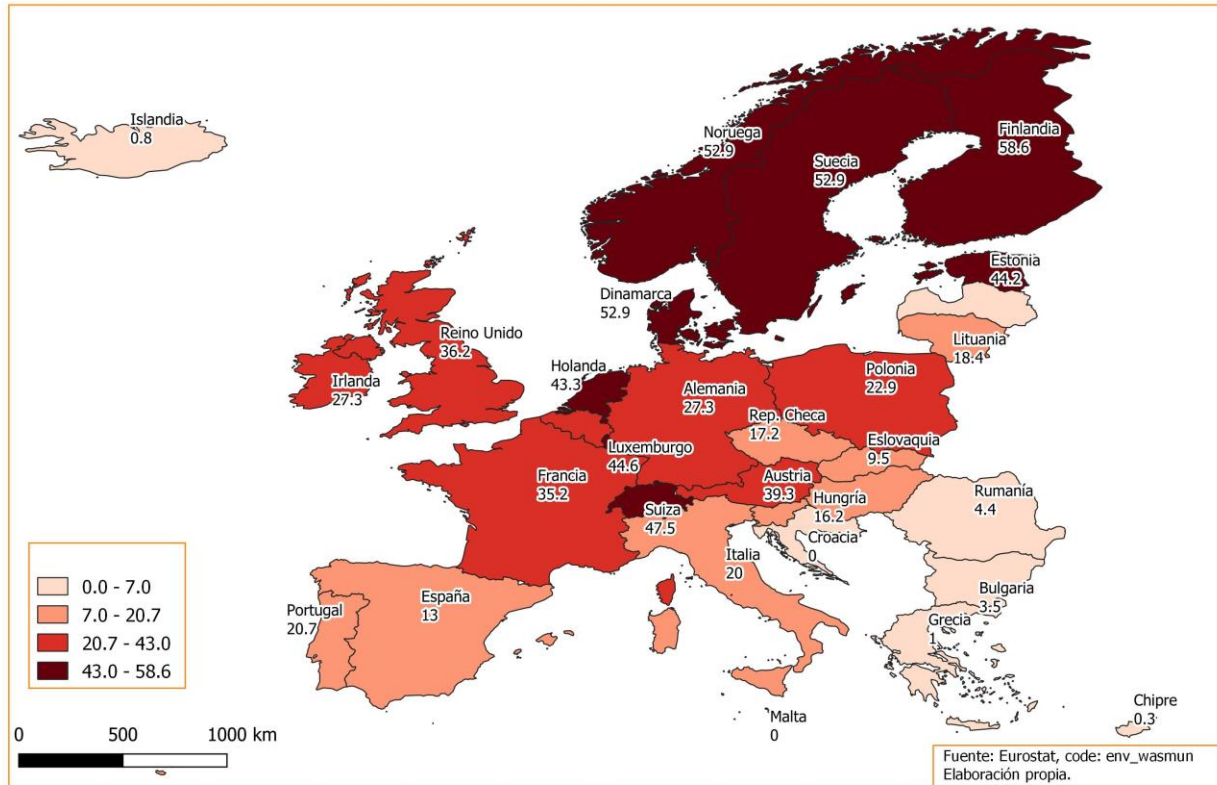 Islandia
0.8
Noruega
52.9
Suecia
52.9
Finlandia
58.6
Estonia
44.2
Dinamarca
52.9
Lituania
18.4
Reino Unido
36.2
Irlanda
27.3
Holanda
43.3
Alemania
27.3
Polonia
22.9
Rep. Checa
17.2
Eslovaquia
9.5
Luxemburgo
44.6
Francia
35.2
Austria
39.3
Hungría
16.2
Rumanía
4.4
Suiza
47.5
Croacia
0
Italia
20
Bulgaria
3.5
Portugal
20.7
España
13
Grecia
1
Malta
0
Chipre
0.3
0.0 - 7.0
7.0 - 20.7
20.7 - 43.0
43.0 - 58.6
0 500 1000 km
Fuente: Eurostat, code: env_wasmun
Elaboración propia.